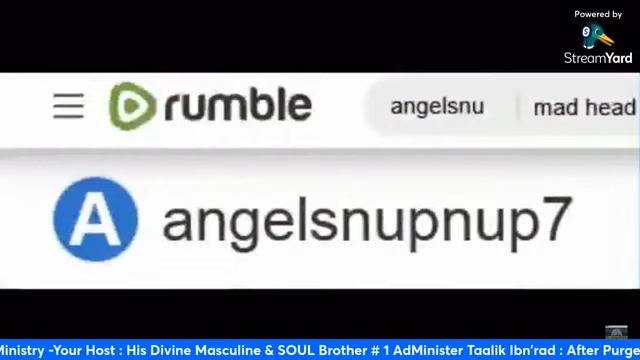 Powered by
StreamYard
rumble
angelsnu
mad head
A angelsnupnup7
Ministry -Your Host : His Divine Masculine & SOUL Brother # 1 AdMinister Taalik Ibn'rad : After Purge